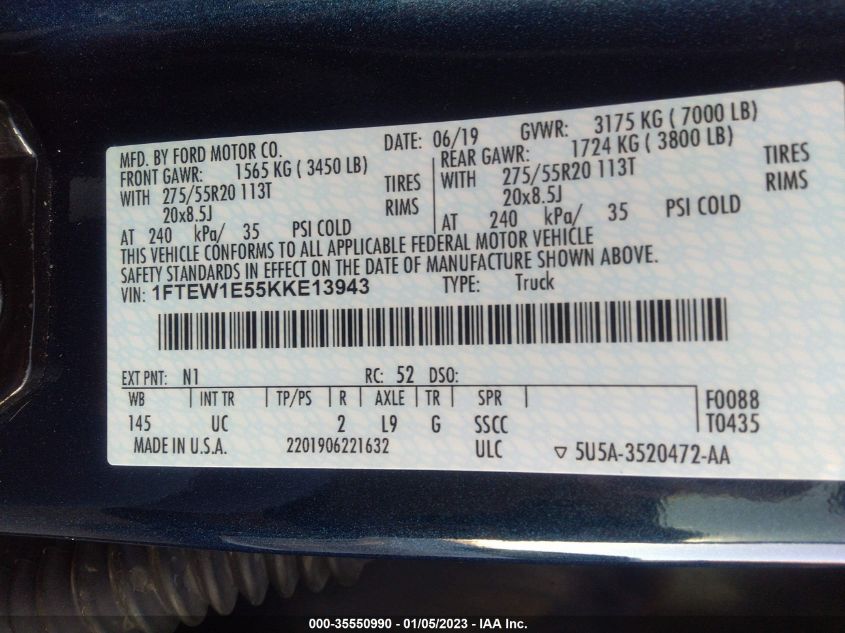 MFD. BY FORD MOTOR CO. DATE: 06/19 GVWR: 3175 KG ( 7000 LB)
FRONT GAWR: 1565 KG ( 3450 LB) REAR GAWR: 1724 KG ( 3800 LB)
WITH 275/55R20 113T TIRES WITH 275/55R20 113T TIRES
20x8.5J RIMS 20x8.5J RIMS
AT 240 kPa/ 35 PSI COLD AT 240 kPa/ 35 PSI COLD
THIS VEHICLE CONFORMS TO ALL APPLICABLE FEDERAL MOTOR VEHICLE
SAFETY STANDARDS IN EFFECT ON THE DATE OF MANUFACTURE SHOWN ABOVE.
VIN: 1FTEW1E55KKE13943 TYPE: Truck
EXT PNT: N1 RC: 52 DSO:
WB INT TR TP/PS R AXLE TR SPR F0088
145 UC 2 L9 G SSCC T0435
MADE IN U.S.A. 2201906221632 ULC ▽ 5U5A-3520472-AA
000-35550990 - 01/05/2023 - IAA Inc.